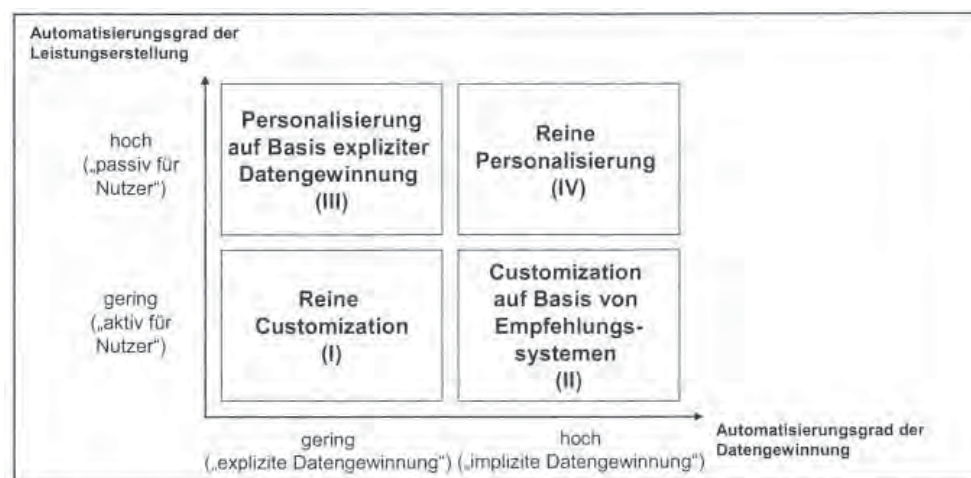 Automatisierungsgrad der
Leistungserstellung
hoch
(„passiv für
Nutzer“)
Personalisierung
auf Basis expliziter
Datengewinnung
(III)
Reine
Personalisierung
(IV)
gering
(„aktiv für
Nutzer“)
Reine
Customization
(I)
Customization
auf Basis von
Empfehlungs-
systemen
(II)
gering
(„explizite Datengewinnung“)
hoch
(„implizite Datengewinnung“)
Automatisierungsgrad der
Datengewinnung